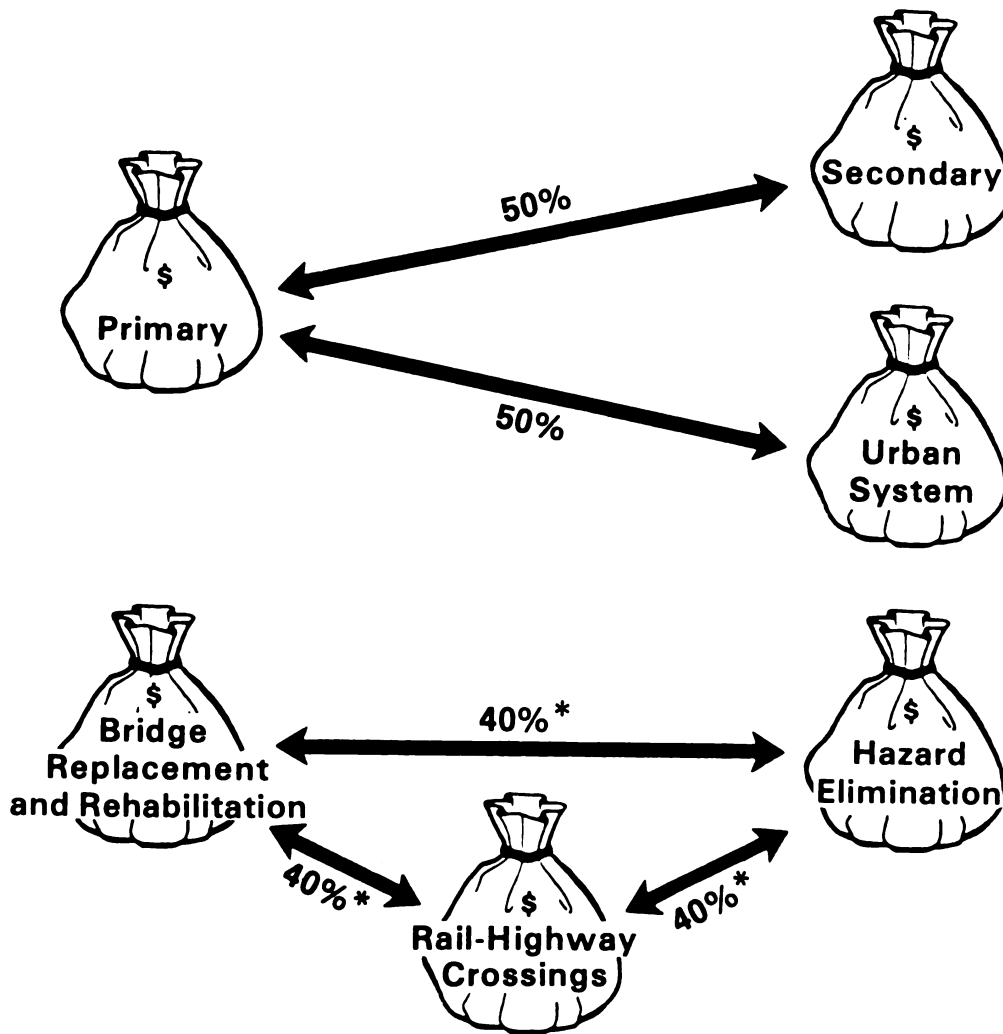 $
Secondary
50%
$
Primary
50%
$
Urban
System
$
Bridge
Replacement
and Rehabilitation
40%*
$
Hazard
Elimination
40%*
40%*
$
Rail-Highway
Crossings